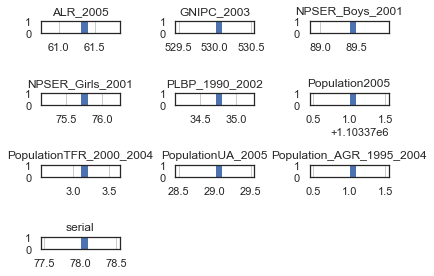 ALR_2005 GNIPC_2003 NPSER_Boys_2001
1 1 1
0 0 0
61.0 61.5 529.5 530.0 530.5 89.0 89.5
NPSER_Girls_2001 PLBP_1990_2002 Population2005
1 1 1
0 0 0
75.5 76.0 34.5 35.0 0.5 1.0 1.5
+1.10337e6
PopulationTFR_2000_2004 PopulationUA_2005 Population_AGR_1995_2004
1 1 1
0 0 0
3.0 3.5 28.5 29.0 29.5 0.5 1.0 1.5
serial
1
0
77.5 78.0 78.5